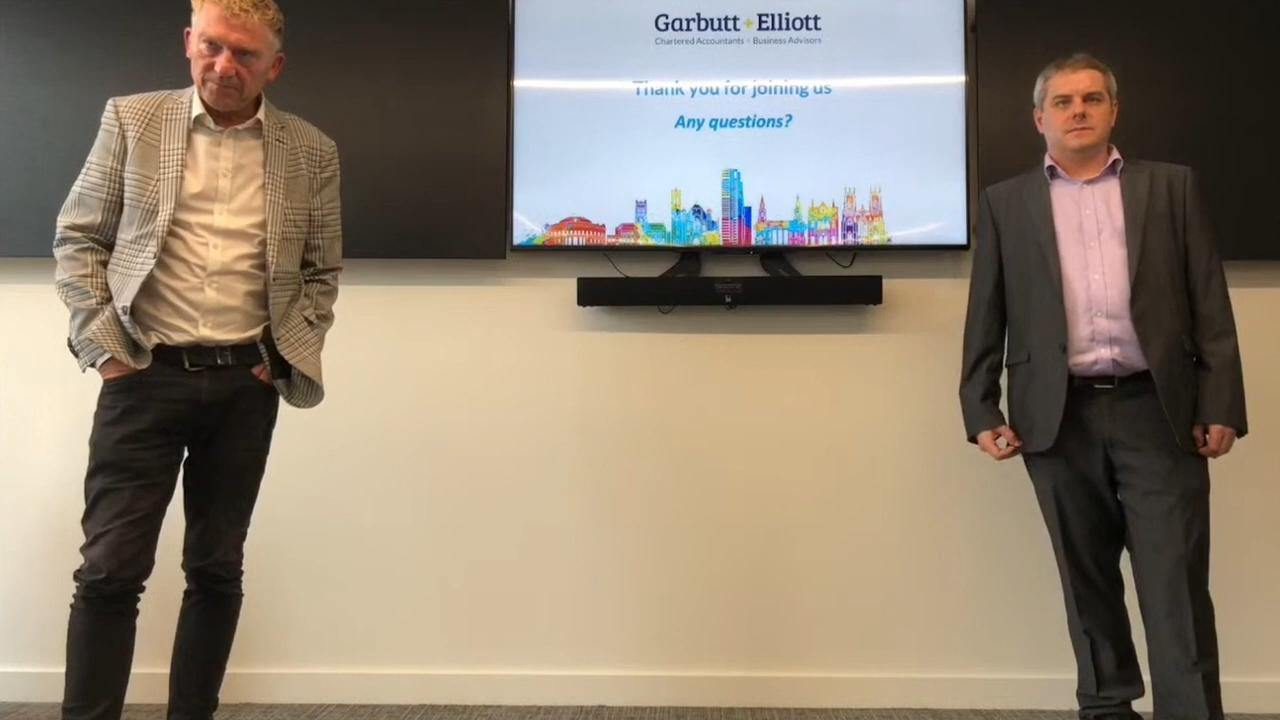 Garbutt + Elliott
Chartered Accountants + Business Advisors
Thank you for joining us
Any questions?